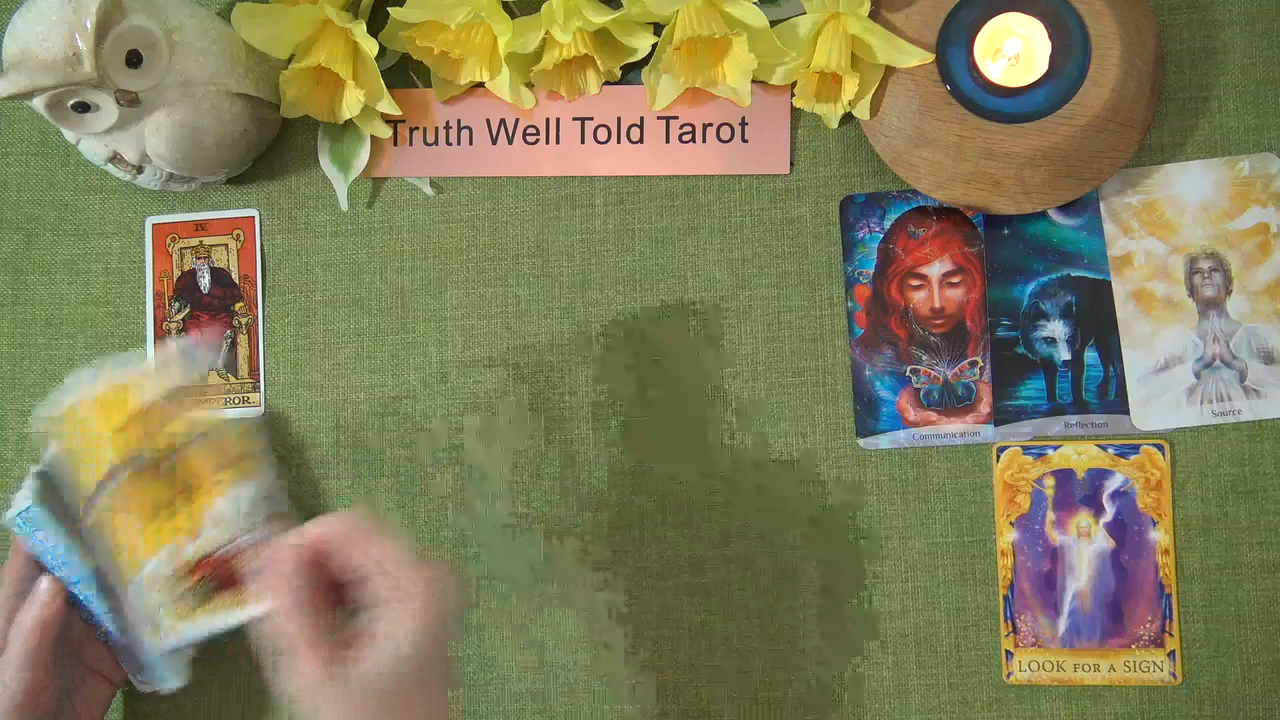 Truth Well Told Tarot
IV
EMPEROR.
Communication
Reflection
Source
LOOK FOR A SIGN